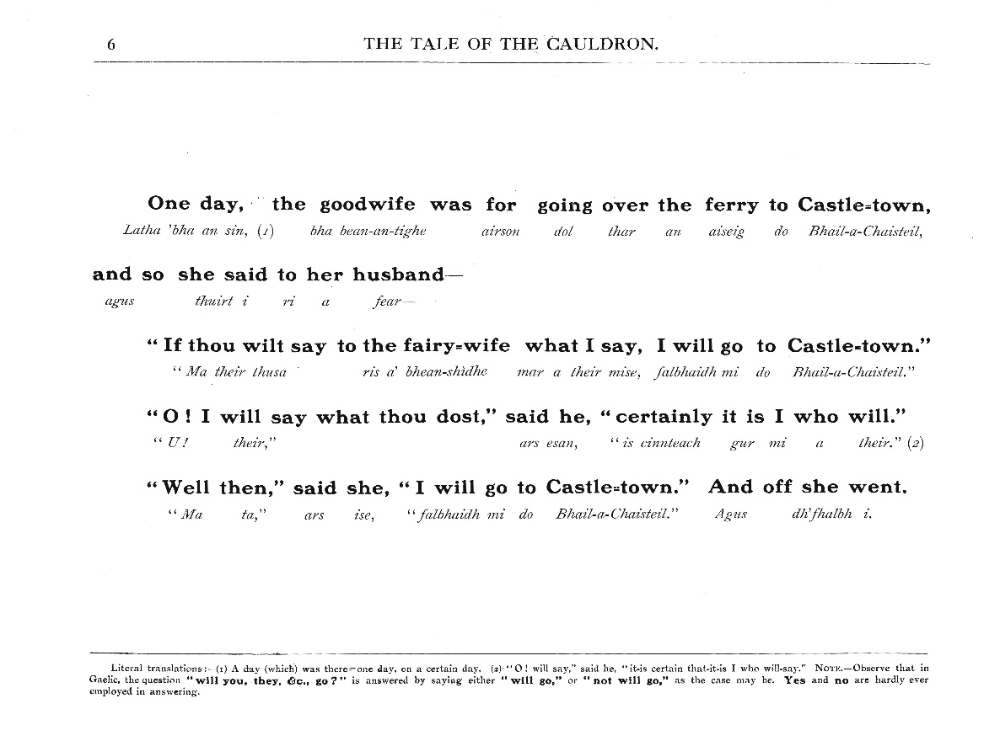 6 THE TALE OF THE CAULDRON.
One day, the goodwife was for going over the ferry to Castle=town,
Latha 'bha an sin, (1) bha bean-an-tighe airson dol thar an aiseig do Bhail-a-Chaisteil,
and so she said to her husband—
agus thuirt i ri a fear—
“ If thou wilt say to the fairy=wife what I say, I will go to Castle=town.”
“ Ma their thusa ris a' bhean-shìdhe mar a their mise, falbhaidh mi do Bhail-a-Chaisteil.”
“ O ! I will say what thou dost,” said he, “ certainly it is I who will.”
“ U ! their,” ars esan, “ is cinnteach gur mi a their.” (2)
“ Well then,” said she, “ I will go to Castle=town.” And off she went.
“ Ma ta,” ars ise, “ falbhaidh mi do Bhail-a-Chaisteil.” Agus dh'fhalbh i.
Literal translations :- (1) A day (which) was there=one day, on a certain day. (2) “O ! will say,” said he, “it-is certain that-it-is I who will-say.” NOTE.—Observe that in
Gaelic, the question “will you, they, &c., go ?” is answered by saying either “will go,” or “not will go,” as the case may be. Yes and no are hardly ever
employed in answering.